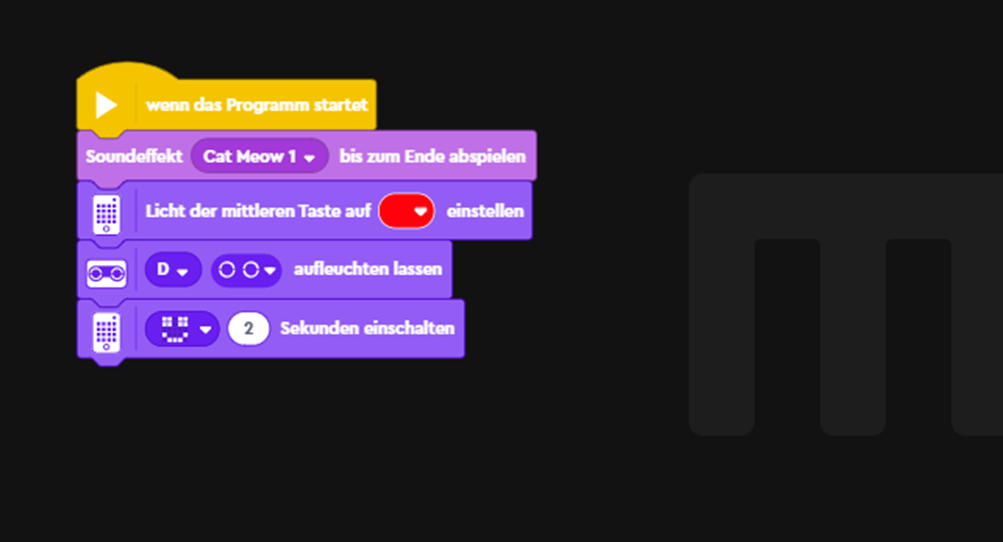 wenn das Programm startet
Soundeffekt Cat Meow 1 bis zum Ende abspielen
Licht der mittleren Taste auf einstellen
D aufleuchten lassen
2 Sekunden einschalten
m